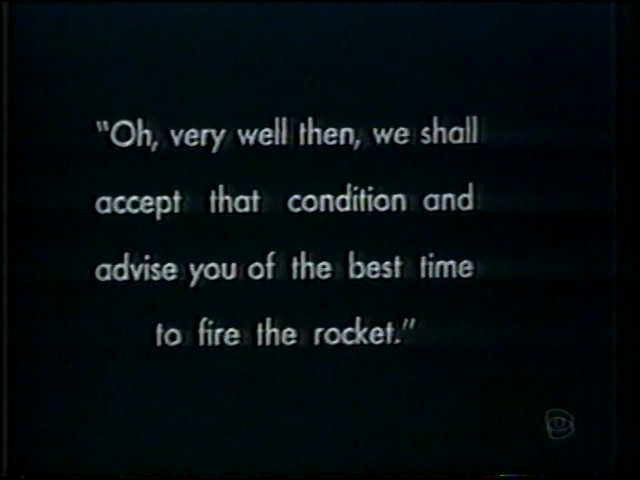 "Oh, very well then, we shall
accept that condition and
advise you of the best time
to fire the rocket."